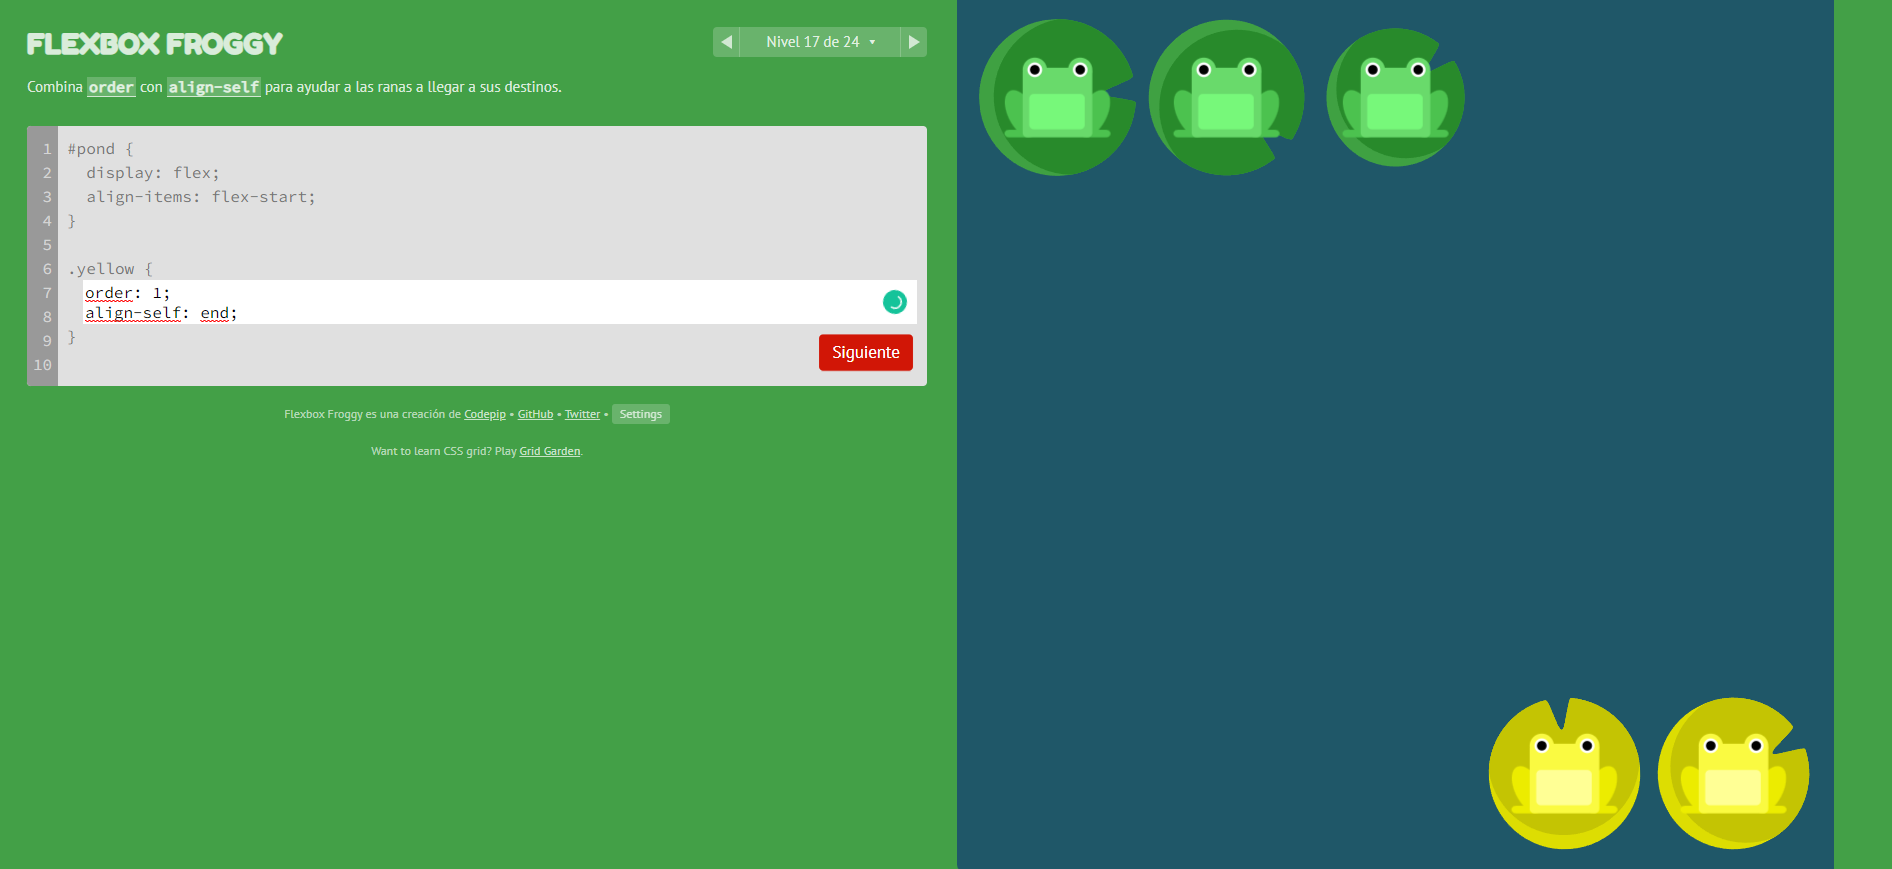 FLEXBOX FROGGY
Nivel 17 de 24
Combina order con align-self para ayudar a las ranas a llegar a sus destinos.
1 #pond {
2 display: flex;
3 align-items: flex-start;
4 }
5
6 .yellow {
7 order: 1;
8 align-self: end;
9 }
10
Siguiente
Flexbox Froggy es una creación de Codepip • GitHub • Twitter • Settings
Want to learn CSS grid? Play Grid Garden.